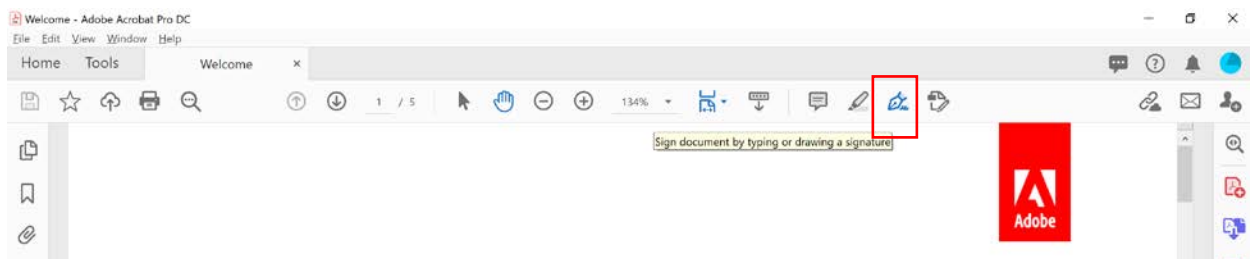 Welcome - Adobe Acrobat Pro DC
File Edit View Window Help
Home Tools Welcome ×
1 / 5 134%
Sign document by typing or drawing a signature
Adobe